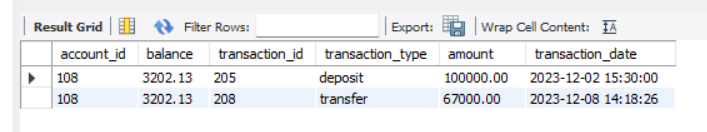 Result Grid Filter Rows: Export: Wrap Cell Content: IA
account_id balance transaction_id transaction_type amount transaction_date
108 3202.13 205 deposit 100000.00 2023-12-02 15:30:00
108 3202.13 208 transfer 67000.00 2023-12-08 14:18:26